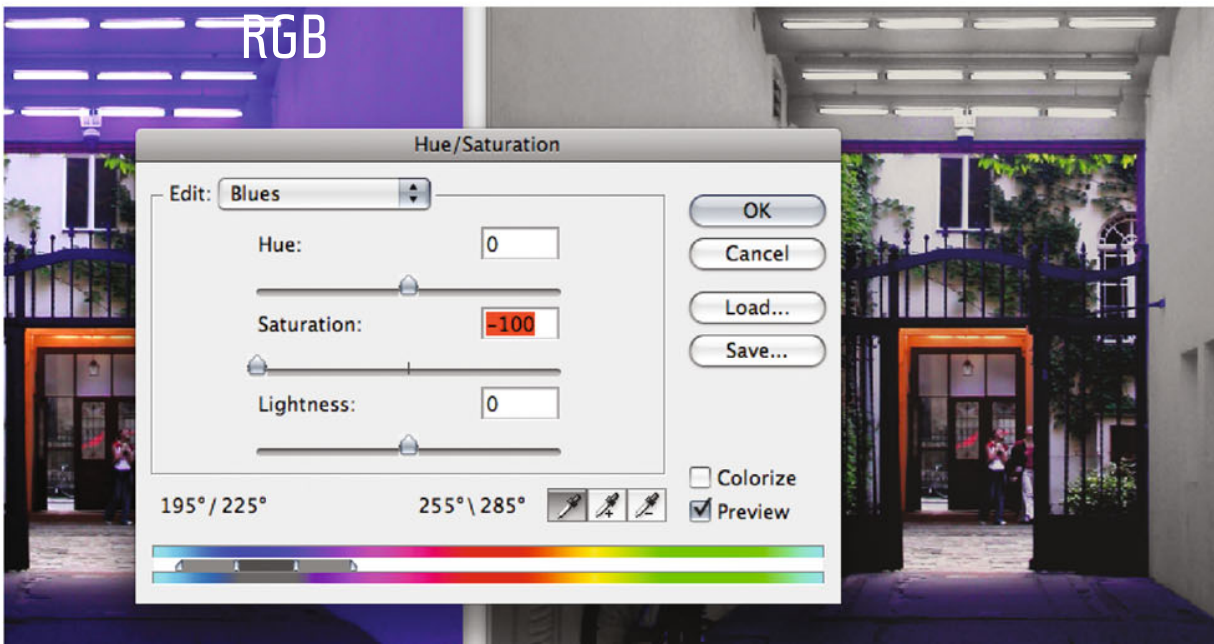 RGB
Hue/Saturation
Edit: Blues
Hue: 0
Saturation: -100
Lightness: 0
195°/225° 255°\285°
OK
Cancel
Load...
Save...
Colorize
Preview